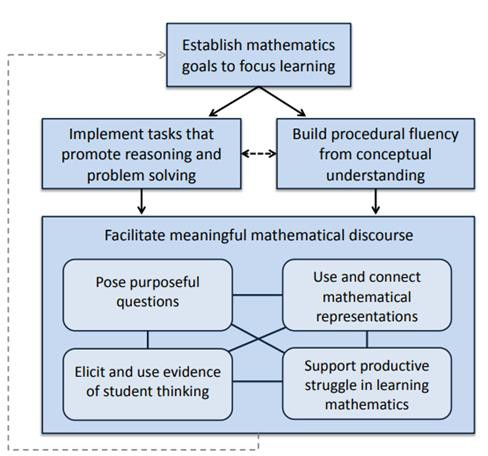 Establish mathematics
goals to focus learning
Implement tasks that
promote reasoning and
problem solving
Build procedural fluency
from conceptual
understanding
Facilitate meaningful mathematical discourse
Pose purposeful
questions
Use and connect
mathematical
representations
Elicit and use evidence
of student thinking
Support productive
struggle in learning
mathematics